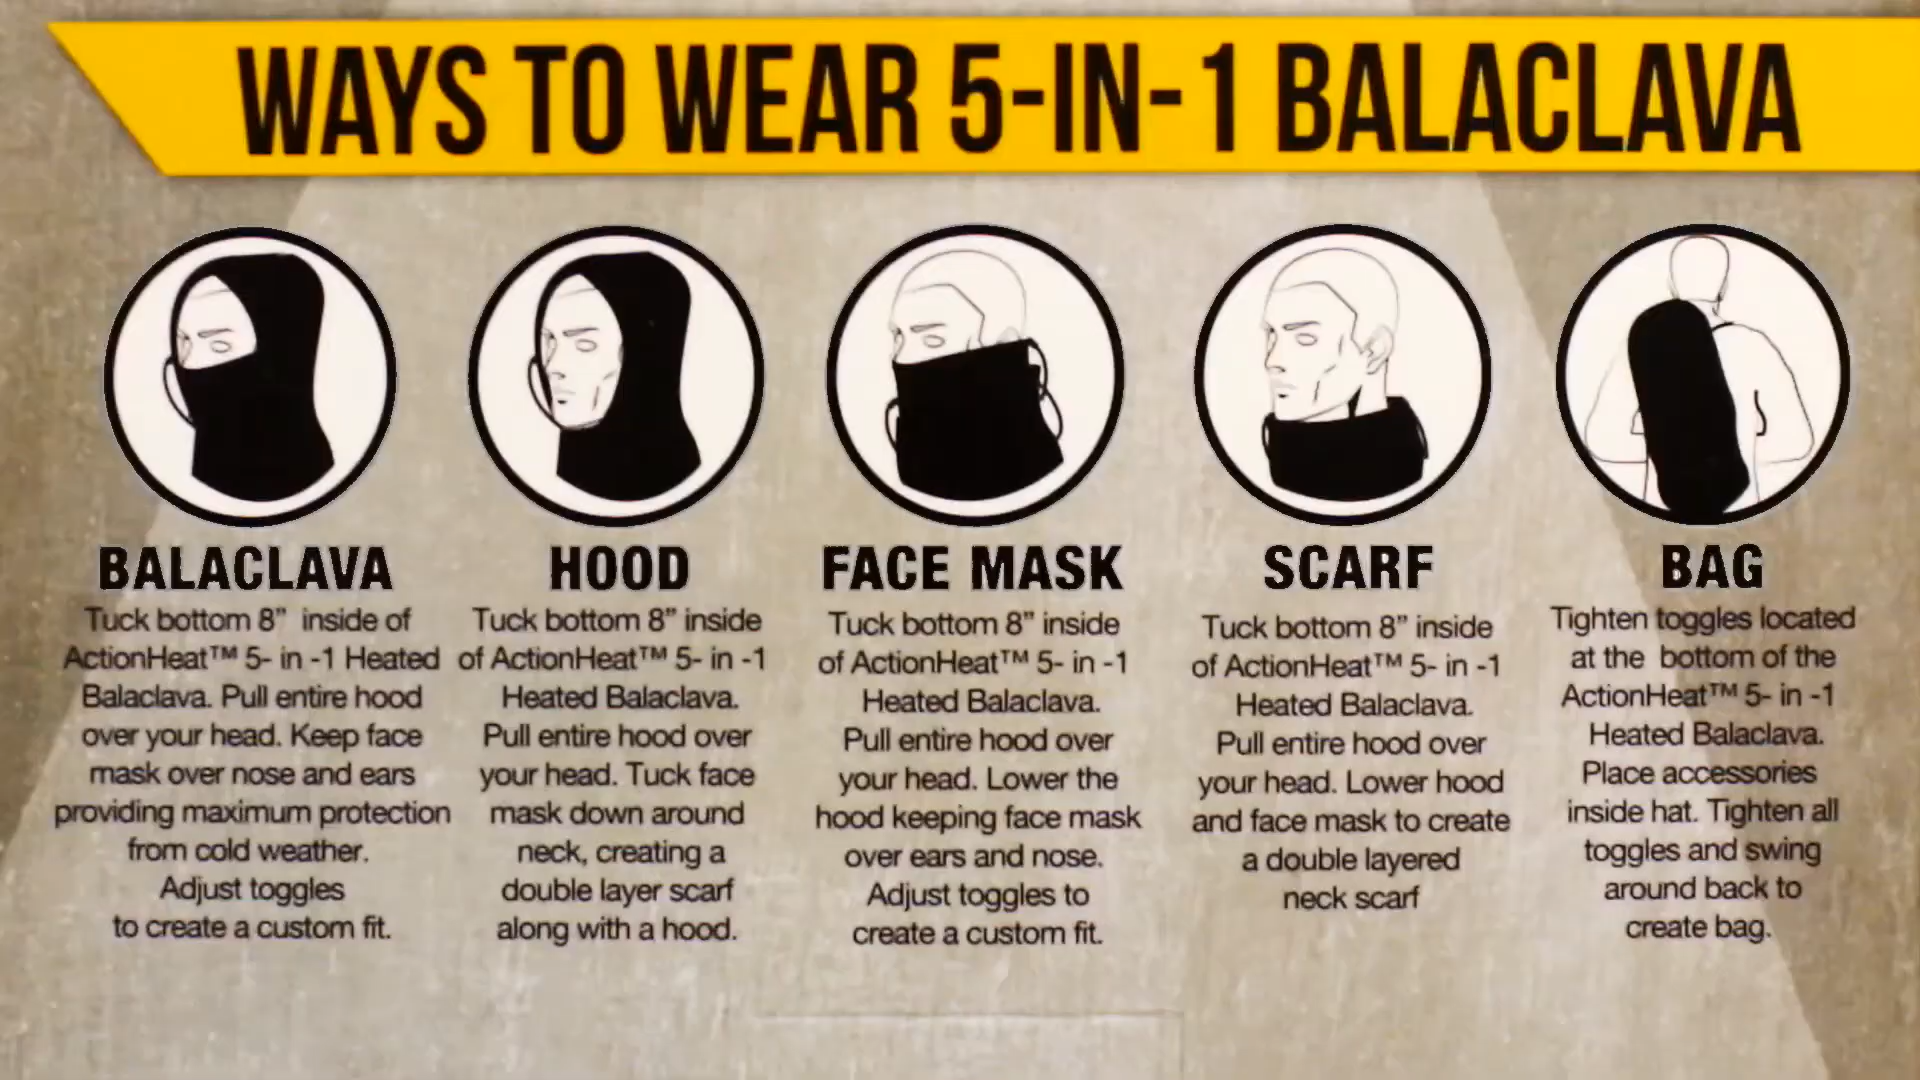 WAYS TO WEAR 5-IN-1 BALACLAVA
BALACLAVA
Tuck bottom 8” inside of
ActionHeat™ 5- in -1 Heated
Balaclava. Pull entire hood
over your head. Keep face
mask over nose and ears
providing maximum protection
from cold weather.
Adjust toggles
to create a custom fit.
HOOD
Tuck bottom 8” inside
of ActionHeat™ 5- in -1
Heated Balaclava.
Pull entire hood over
your head. Tuck face
mask down around
neck, creating a
double layer scarf
along with a hood.
FACE MASK
Tuck bottom 8” inside
of ActionHeat™ 5- in -1
Heated Balaclava.
Pull entire hood over
your head. Lower the
hood keeping face mask
over ears and nose.
Adjust toggles to
create a custom fit.
SCARF
Tuck bottom 8” inside
of ActionHeat™ 5- in -1
Heated Balaclava.
Pull entire hood over
your head. Lower hood
and face mask to create
a double layered
neck scarf
BAG
Tighten toggles located
at the bottom of the
ActionHeat™ 5- in -1
Heated Balaclava.
Place accessories
inside hat. Tighten all
toggles and swing
around back to
create bag.